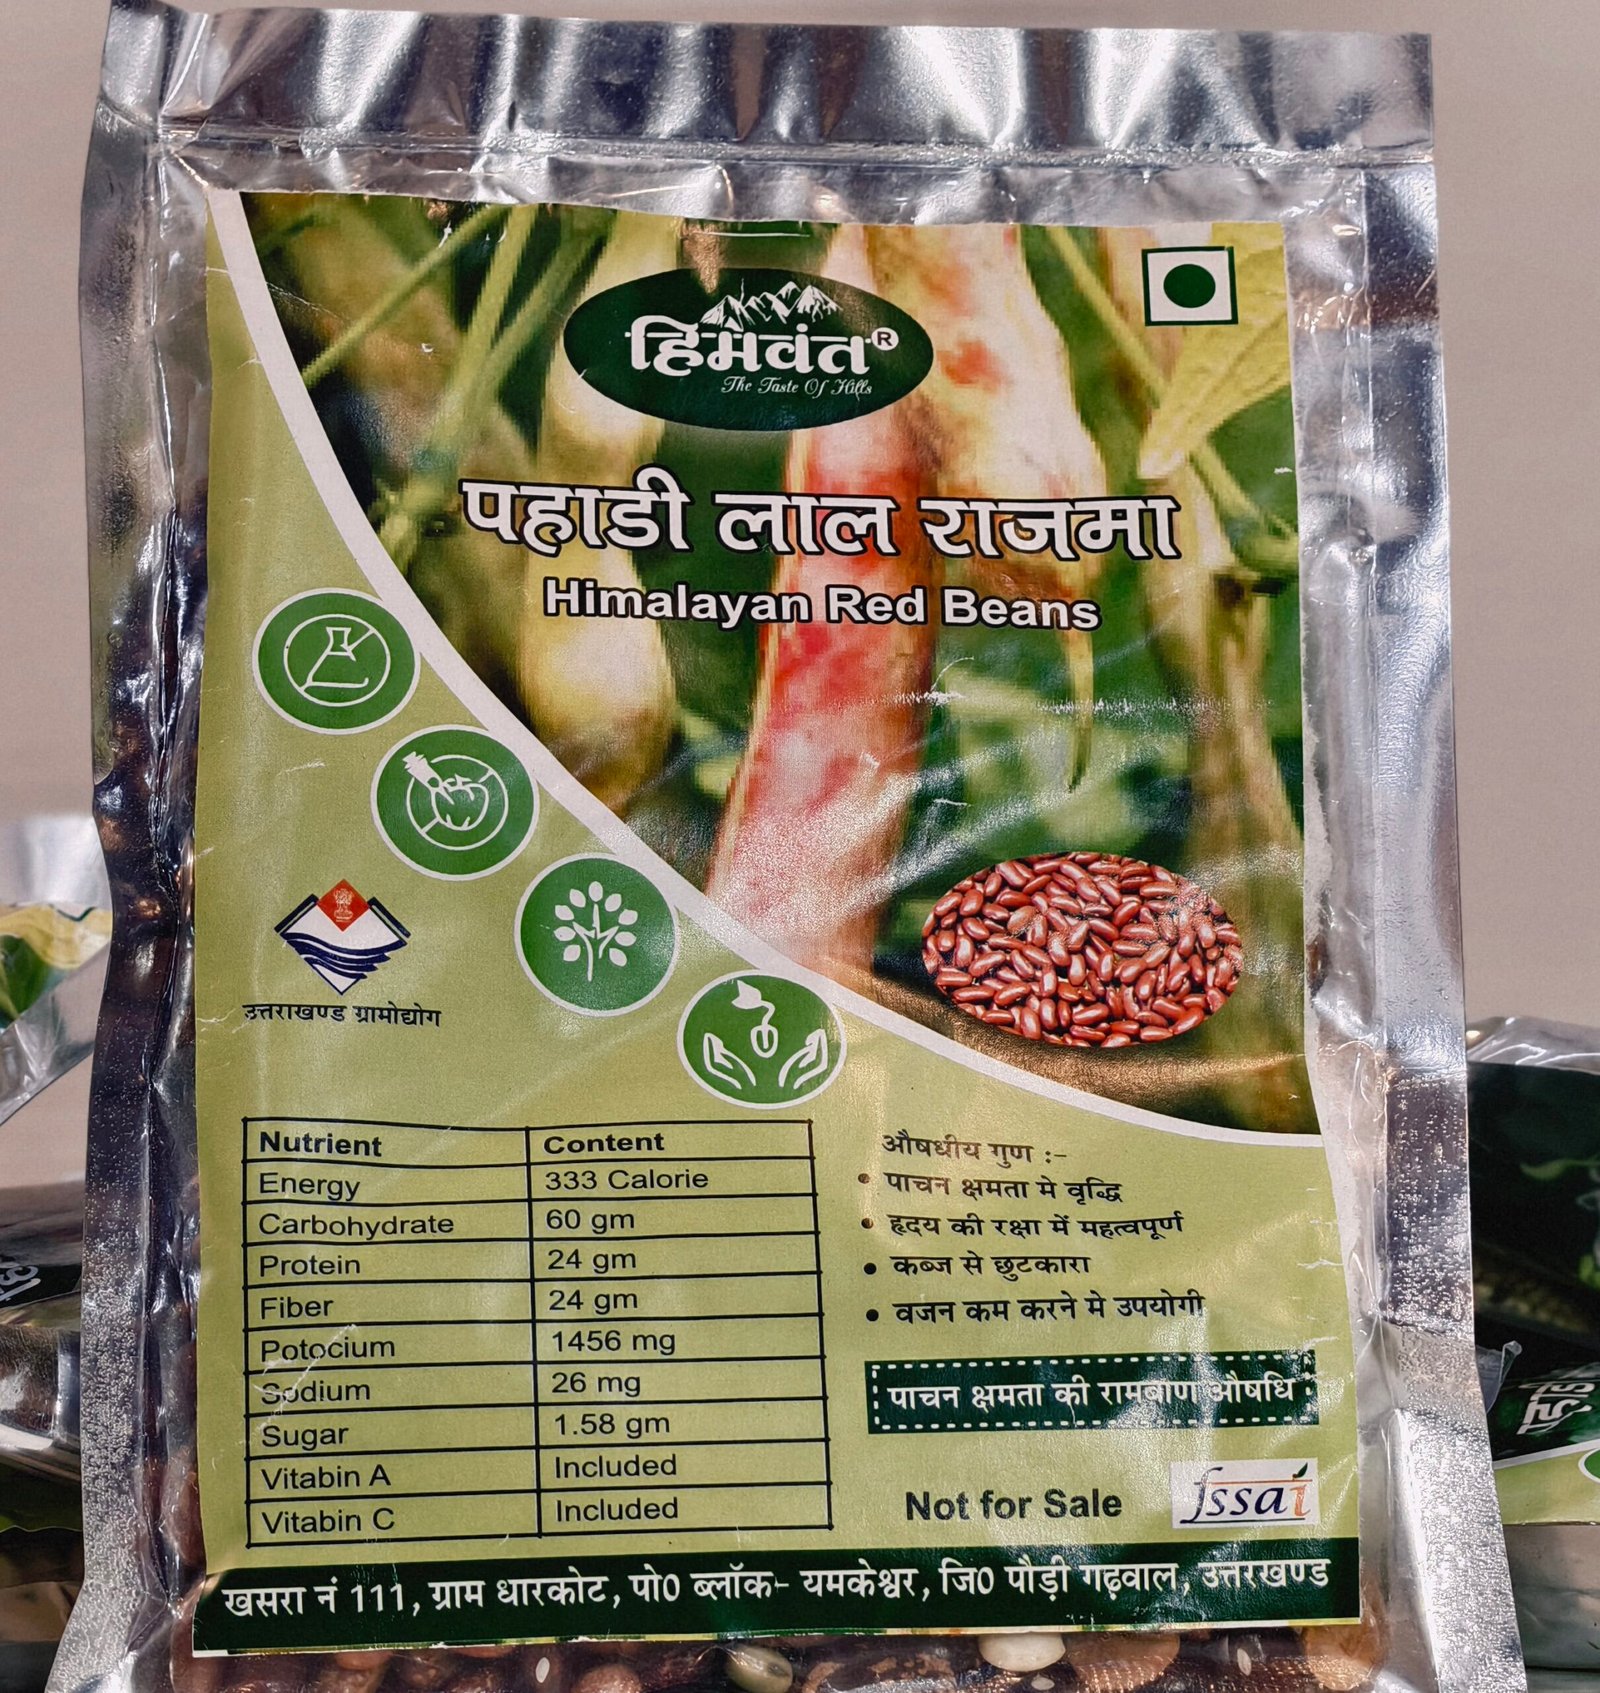 हिमवंत®
The Taste Of Hills
पहाडी लाल राजमा
Himalayan Red Beans
उत्तराखण्ड ग्रामोद्योग
Nutrient Content
Energy 333 Calorie
Carbohydrate 60 gm
Protein 24 gm
Fiber 24 gm
Potocium 1456 mg
Sodium 26 mg
Sugar 1.58 gm
Vitabin A Included
Vitabin C Included
औषधीय गुण :-
• पाचन क्षमता मे वृद्धि
• हृदय की रक्षा में महत्वपूर्ण
• कब्ज से छुटकारा
• वजन कम करने मे उपयोगी
पाचन क्षमता की रामबाण औषधि
Not for Sale
fssai
खसरा नं 111, ग्राम धारकोट, पो0 ब्लॉक- यमकेश्वर, जि0 पौड़ी गढ़वाल, उत्तरखण्ड